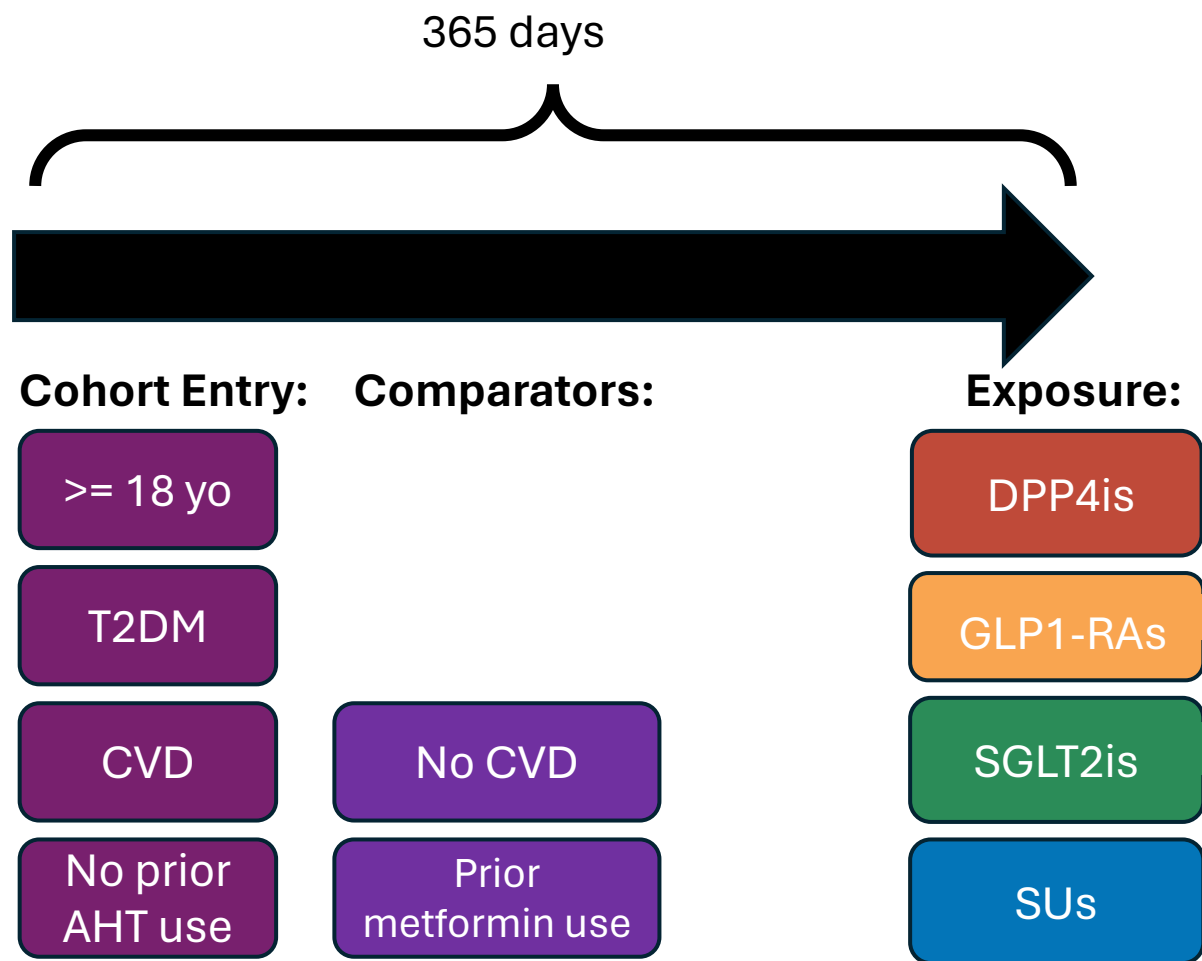 365 days
Cohort Entry:
Comparators:
Exposure:
>= 18 yo
DPP4is
T2DM
GLP1-RAs
CVD
No CVD
SGLT2is
No prior
AHT use
Prior
metformin use
SUs